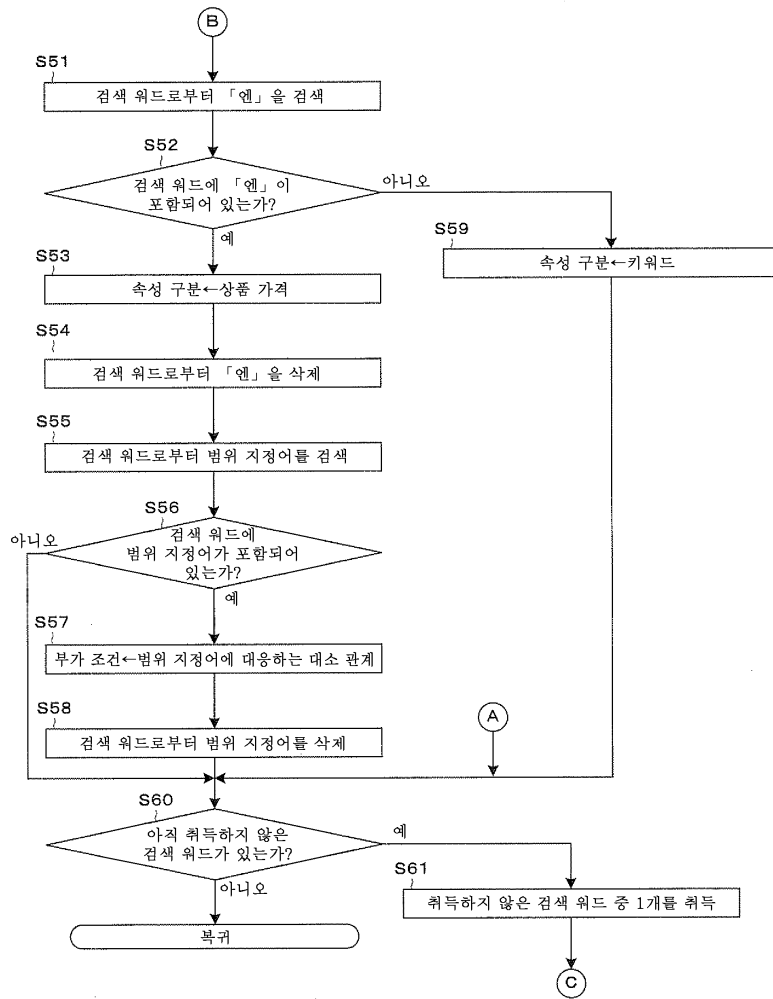 B
S51
검색 워드로부터 「엔」을 검색
S52
검색 워드에 「엔」이
포함되어 있는가?
아니오
예
S59
속성 구분←키워드
S53
속성 구분←상품 가격
S54
검색 워드로부터 「엔」을 삭제
S55
검색 워드로부터 범위 지정어를 검색
S56
아니오
검색 워드에
범위 지정어가 포함되어
있는가?
예
S57
부가 조건←범위 지정어에 대응하는 대소 관계
S58
검색 워드로부터 범위 지정어를 삭제
A
S60
아직 취득하지 않은
검색 워드가 있는가?
예
아니오
S61
취득하지 않은 검색 워드 중 1개를 취득
복귀
C